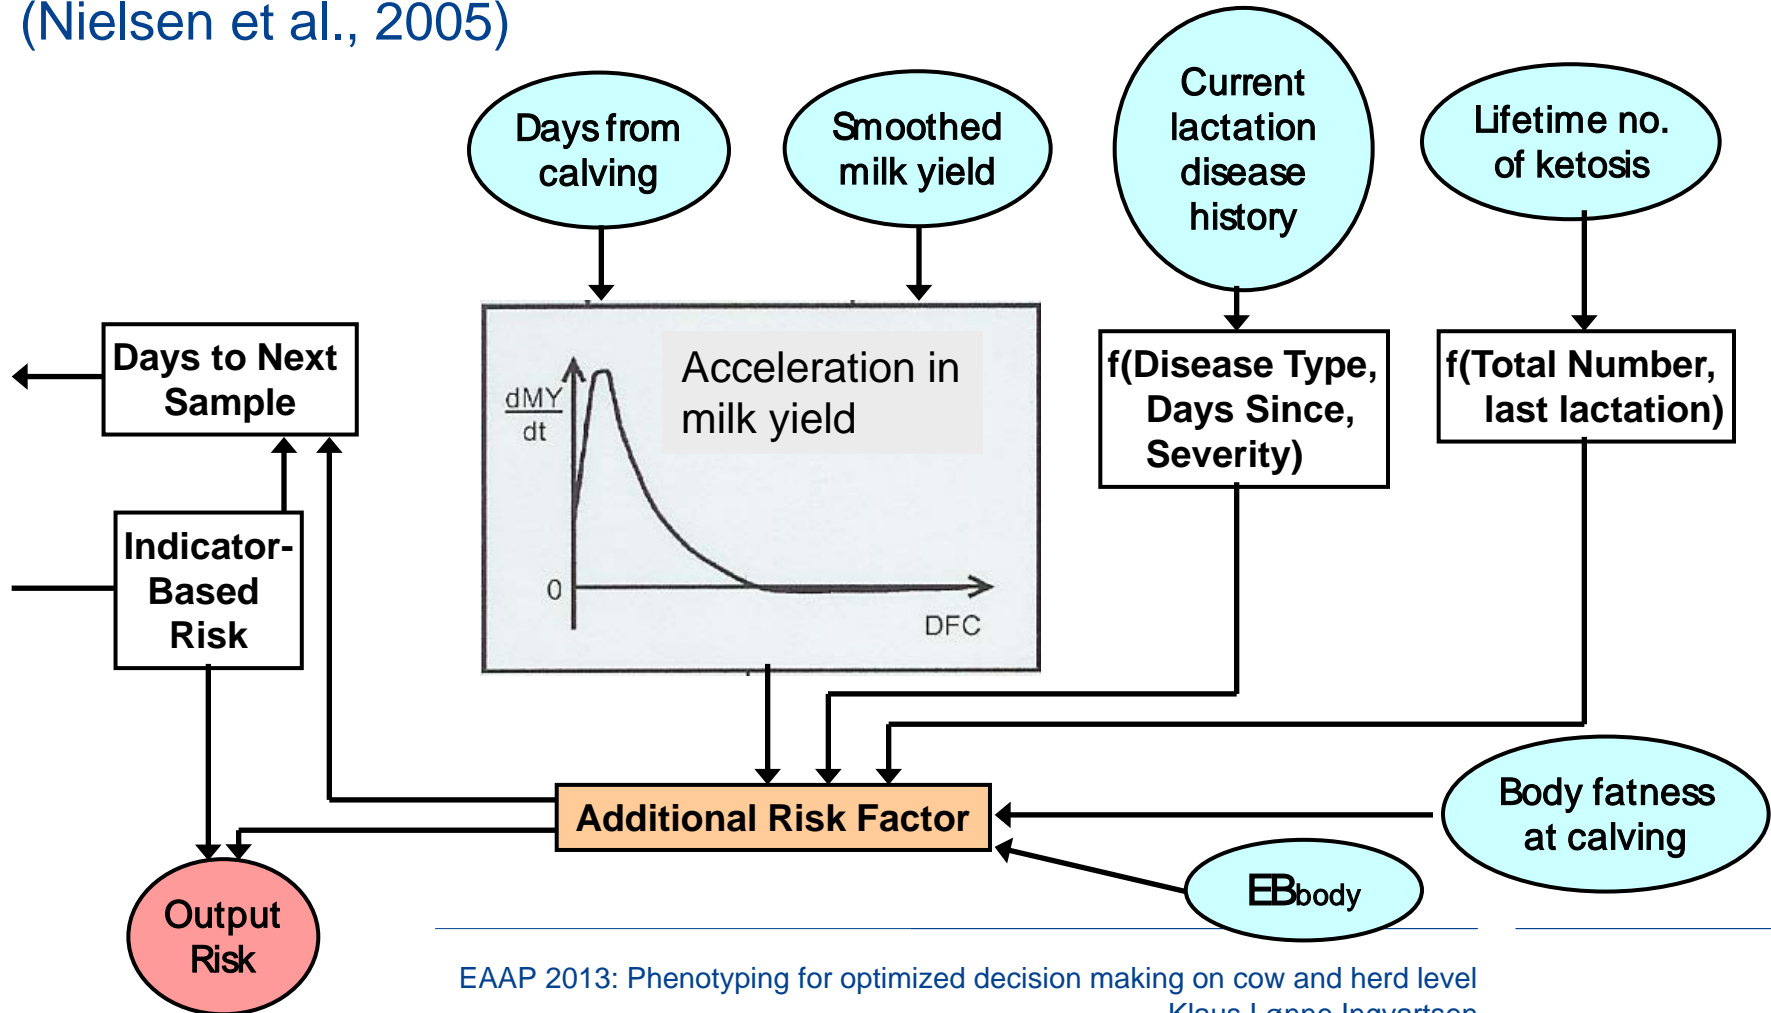 (Nielsen et al., 2005)
Days from
calving
Smoothed
milk yield
Current
lactation
disease
history
Lifetime no.
of ketosis
Days to Next
Sample
Acceleration in
milk yield
dMY
dt
0
DFC
f(Disease Type,
Days Since,
Severity)
f(Total Number,
last lactation)
Indicator-
Based
Risk
Additional Risk Factor
Body fatness
at calving
EBbody
Output
Risk
EAAP 2013: Phenotyping for optimized decision making on cow and herd level
Klaus Lønne Ingvartsen